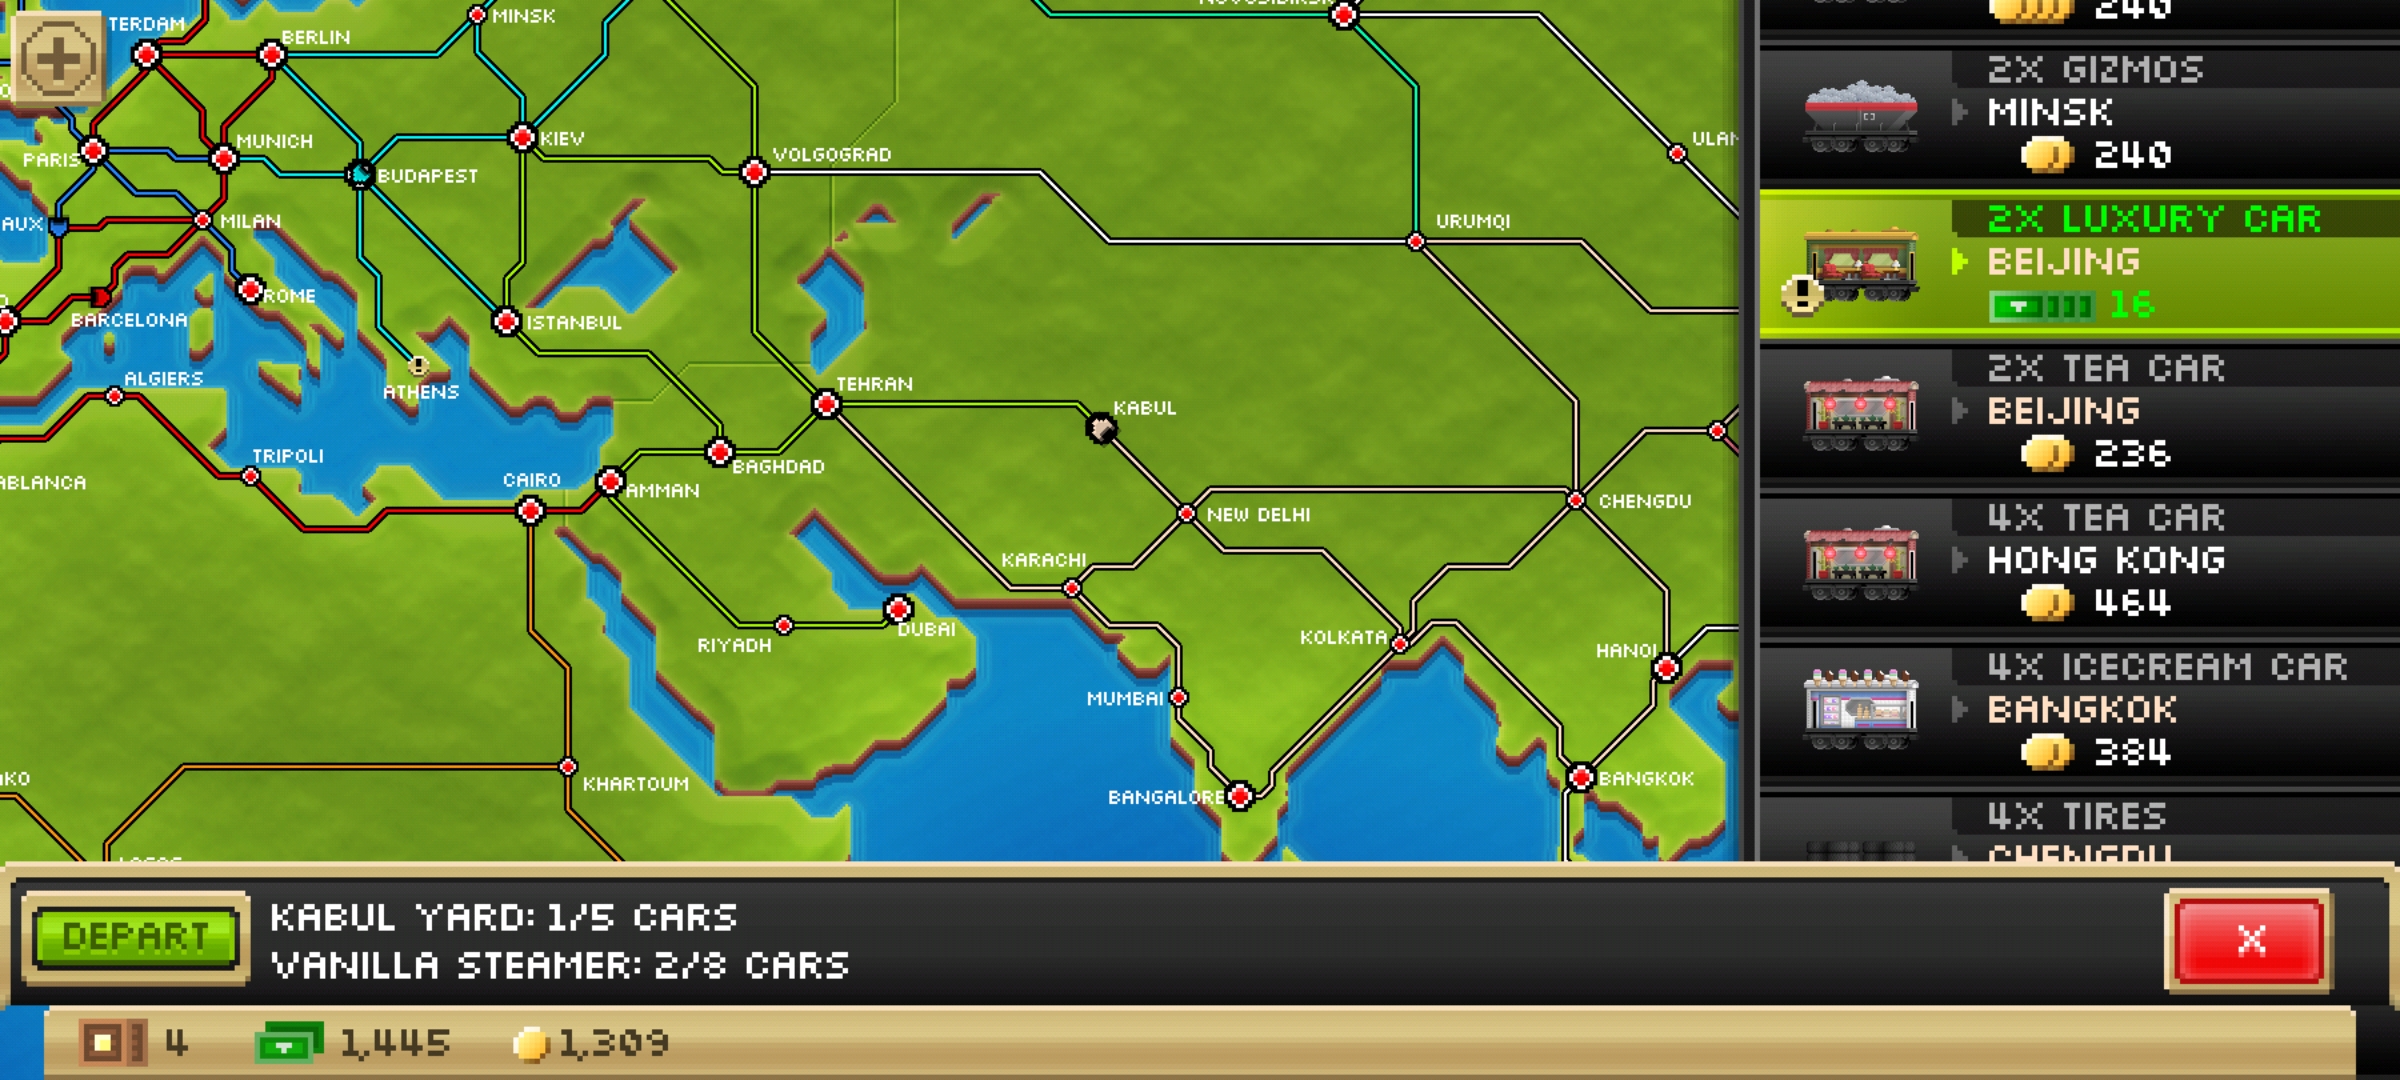 TERDAM
BERLIN
MINSK
MUNICH
PARIS
KIEV
BUDAPEST
VOLGOGRAD
AUX
MILAN
URUMQI
ROME
BARCELONA
ISTANBUL
ALGIERS
ATHENS
TEHRAN
KABUL
TRIPOLI
BAGHDAD
ABLANCA
CAIRO
AMMAN
NEW DELHI
CHENGDU
KARACHI
RIYADH
DUBAI
KOLKATA
HANOI
MUMBAI
KHARTOUM
BANGALORE
BANGKOK
240
2X GIZMOS
MINSK
240
2X LUXURY CAR
BEIJING
16
2X TEA CAR
BEIJING
236
4X TEA CAR
HONG KONG
464
4X ICECREAM CAR
BANGKOK
384
4X TIRES
CHENGDU
DEPART
KABUL YARD: 1/5 CARS
VANILLA STEAMER: 2/8 CARS
X
4
1,445
1,309